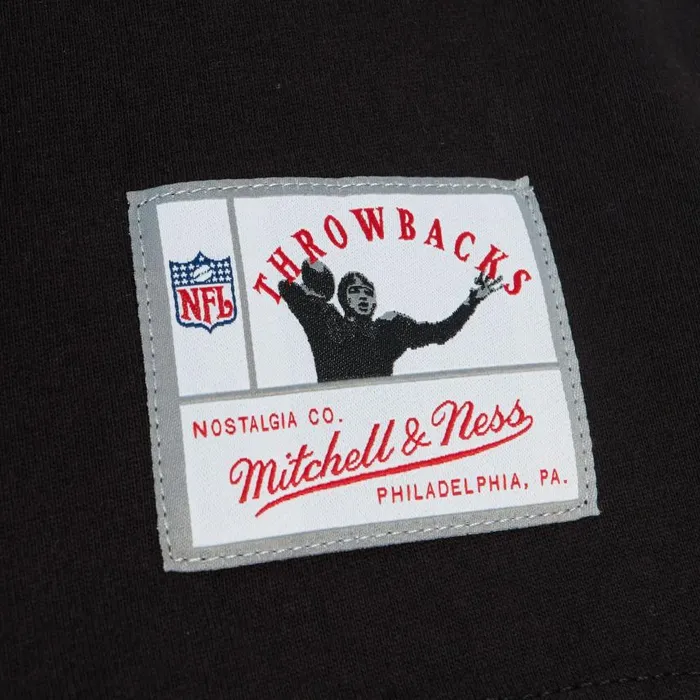 THROWBACKS
NFL
NOSTALGIA CO.
Mitchell & Ness
PHILADELPHIA, PA.